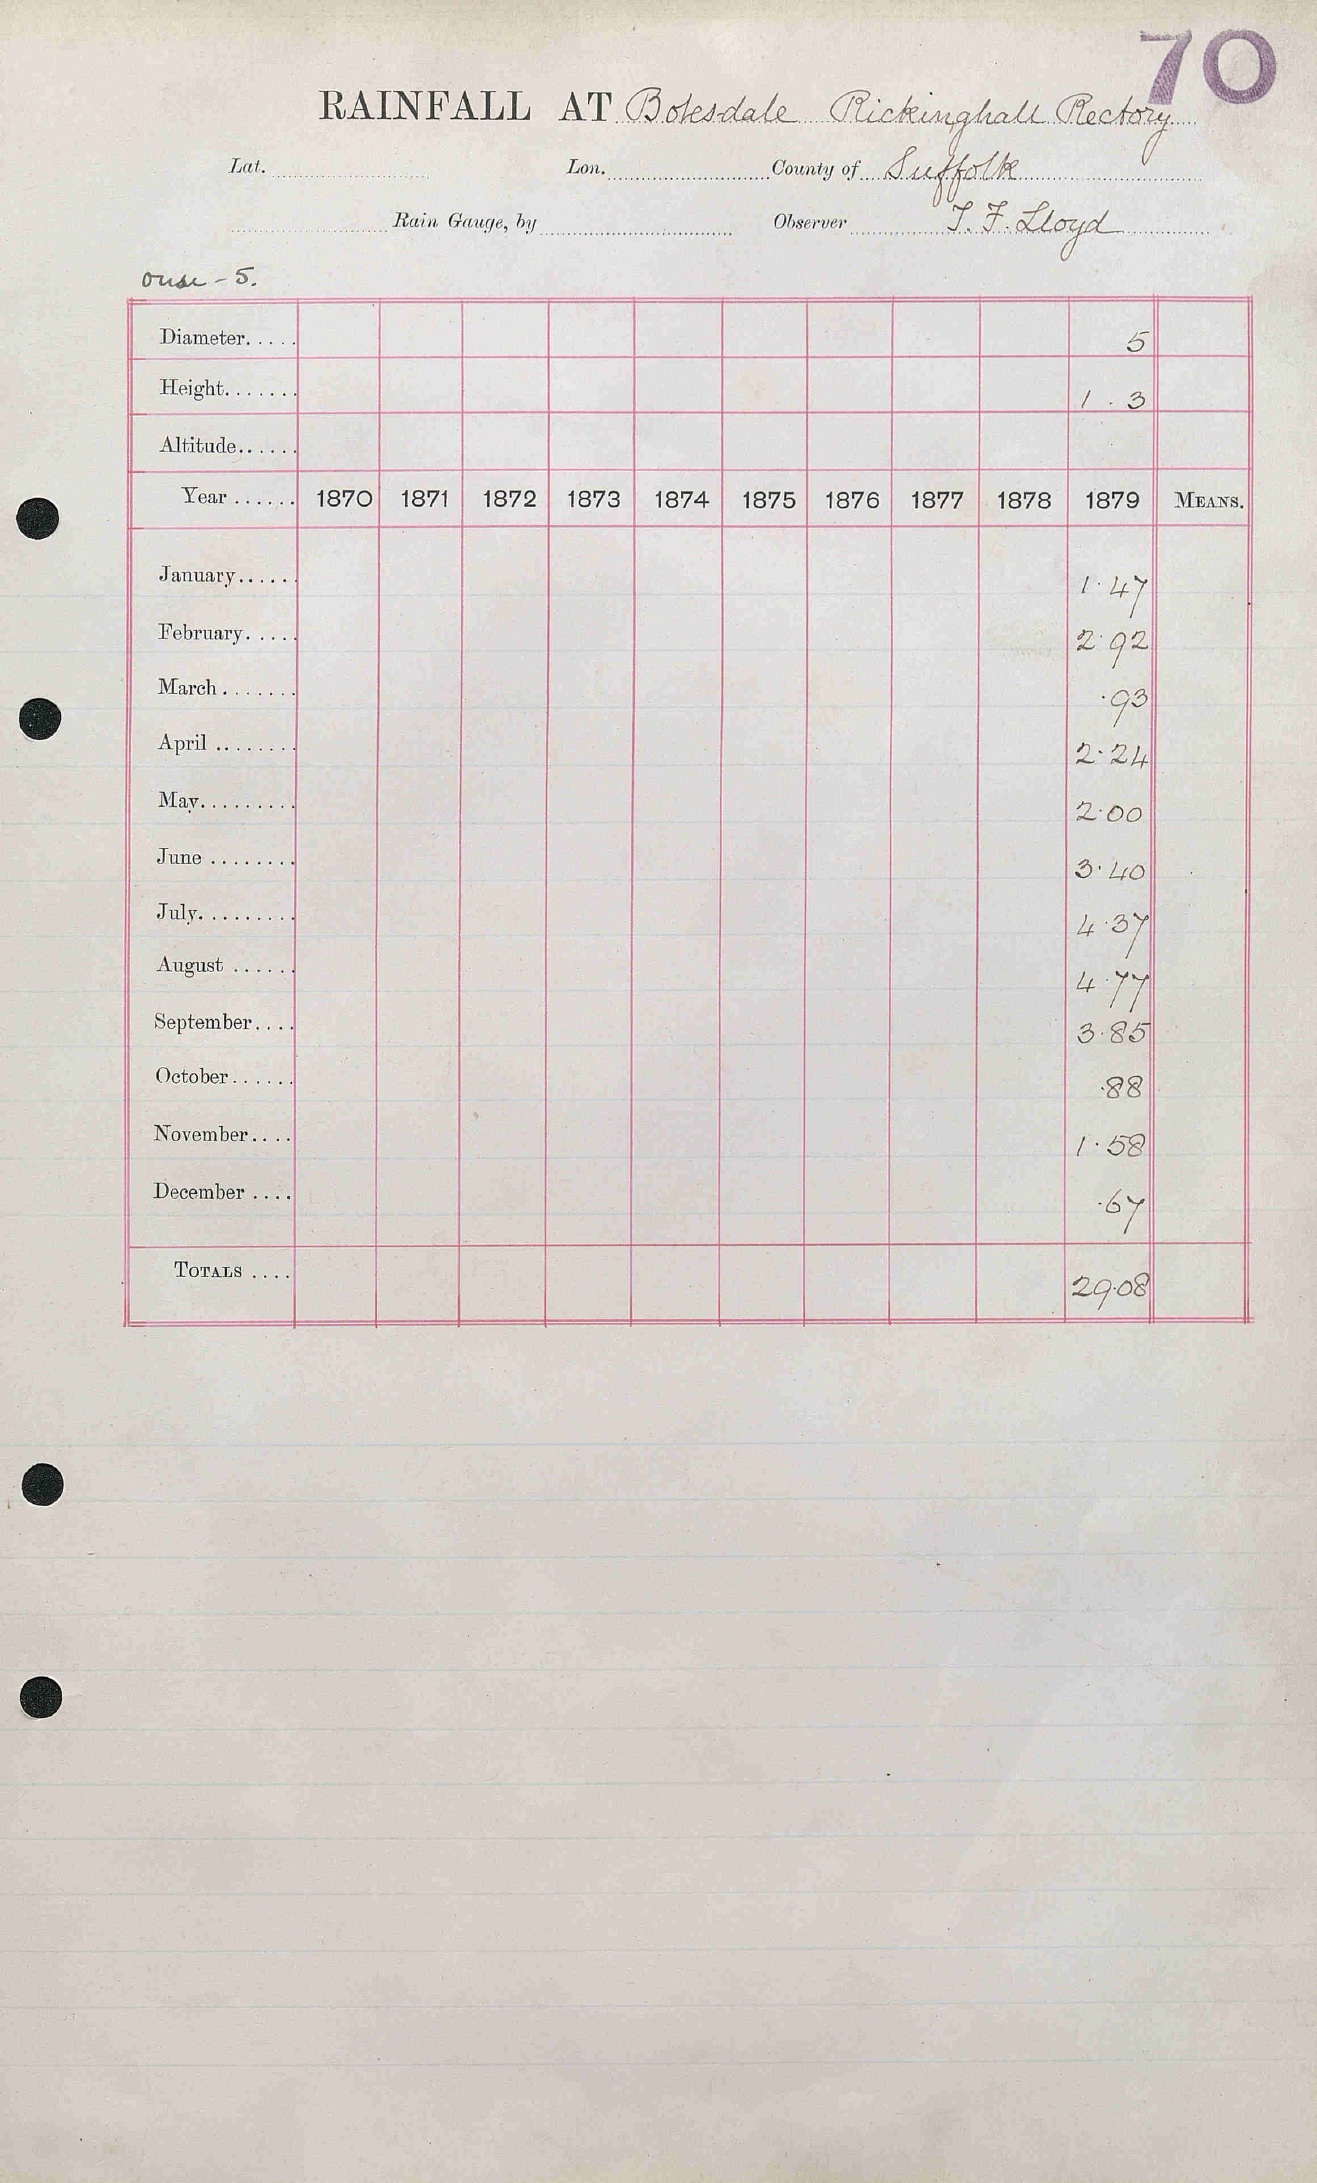 70
RAINFALL AT Botesdale Rickinghall Rectory
Lat. Lon. County of Suffolk
Rain Gauge, by Observer T. F. Lloyd
Ouse - 5.
Diameter..... 5
Height....... 1 . 3
Altitude......
Year ...... 1870 1871 1872 1873 1874 1875 1876 1877 1878 1879 MEANS.
January...... 1.47
February..... 2.92
March....... .93
April ........ 2.24
May......... 2.00
June ........ 3.40
July......... 4.37
August ...... 4.77
September.... 3.85
October...... .88
November.... 1.58
December .... .67
TOTALS .... 29.08